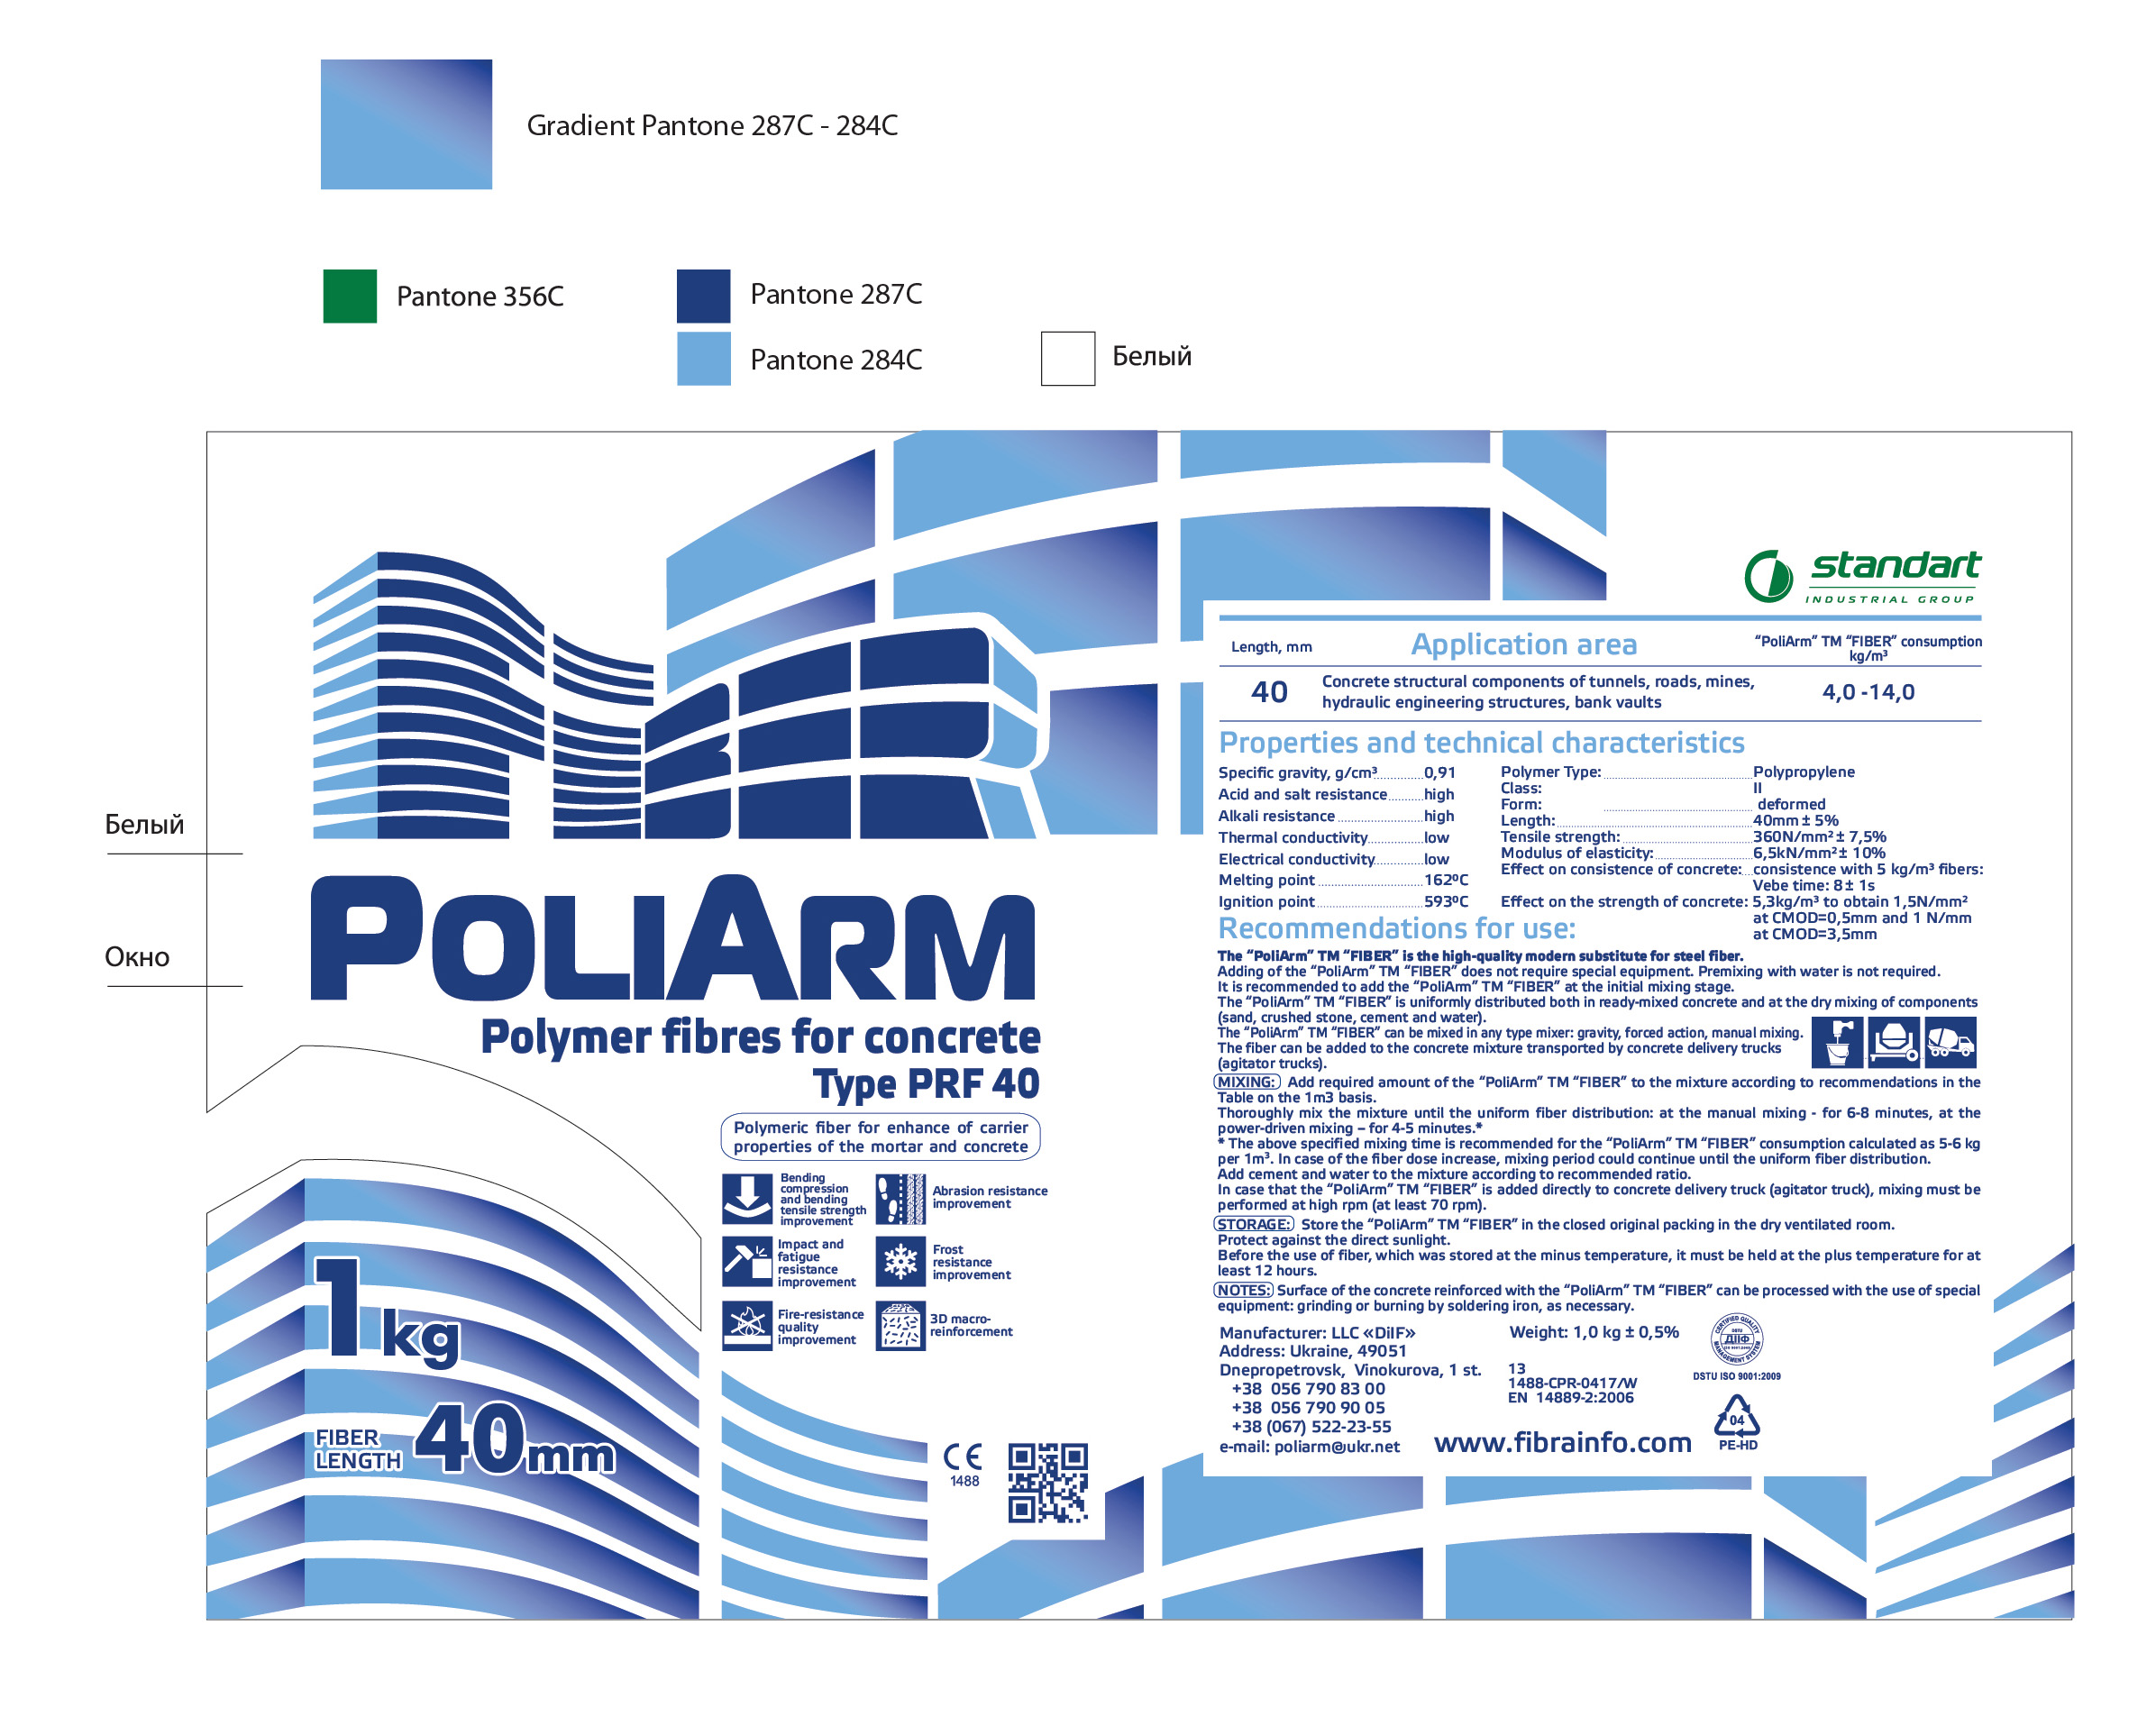 Gradient Pantone 287C - 284C
Pantone 356C
Pantone 287C
Pantone 284C
Белый
Белый
Окно
POLIARM
Polymer fibres for concrete
Type PRF 40
Polymeric fiber for enhance of carrier
properties of the mortar and concrete
Bending
compression
and bending
tensile strength
improvement
Abrasion resistance
improvement
Impact and
fatigue
resistance
improvement
Frost
resistance
improvement
Fire-resistance
quality
improvement
3D macro-
reinforcement
1kg
FIBER
LENGTH
40mm
CE
1488
standart
INDUSTRIAL GROUP
Length, mm
Application area
“PoliArm” TM “FIBER” consumption
kg/m³
40
Concrete structural components of tunnels, roads, mines,
hydraulic engineering structures, bank vaults
4,0 -14,0
Properties and technical characteristics
Specific gravity, g/cm³ 0,91
Acid and salt resistance high
Alkali resistance high
Thermal conductivity low
Electrical conductivity low
Melting point 162ºC
Ignition point 593ºC
Polymer Type: Polypropylene
Class: II
Form: deformed
Length: 40mm ± 5%
Tensile strength: 360N/mm² ± 7,5%
Modulus of elasticity: 6,5kN/mm² ± 10%
Effect on consistence of concrete: consistence with 5 kg/m³ fibers:
Vebe time: 8± 1s
Effect on the strength of concrete: 5,3kg/m³ to obtain 1,5N/mm²
at CMOD=0,5mm and 1 N/mm
at CMOD=3,5mm
Recommendations for use:
The “PoliArm” TM “FIBER” is the high-quality modern substitute for steel fiber.
Adding of the “PoliArm” TM “FIBER” does not require special equipment. Premixing with water is not required.
It is recommended to add the “PoliArm” TM “FIBER” at the initial mixing stage.
The “PoliArm” TM “FIBER” is uniformly distributed both in ready-mixed concrete and at the dry mixing of components
(sand, crushed stone, cement and water).
The “PoliArm” TM “FIBER” can be mixed in any type mixer: gravity, forced action, manual mixing.
The fiber can be added to the concrete mixture transported by concrete delivery trucks
(agitator trucks).
MIXING: Add required amount of the “PoliArm” TM “FIBER” to the mixture according to recommendations in the
Table on the 1m3 basis.
Thoroughly mix the mixture until the uniform fiber distribution: at the manual mixing - for 6-8 minutes, at the
power-driven mixing – for 4-5 minutes.*
* The above specified mixing time is recommended for the “PoliArm” TM “FIBER” consumption calculated as 5-6 kg
per 1m³. In case of the fiber dose increase, mixing period could continue until the uniform fiber distribution.
Add cement and water to the mixture according to recommended ratio.
In case that the “PoliArm” TM “FIBER” is added directly to concrete delivery truck (agitator truck), mixing must be
performed at high rpm (at least 70 rpm).
STORAGE: Store the “PoliArm” TM “FIBER” in the closed original packing in the dry ventilated room.
Protect against the direct sunlight.
Before the use of fiber, which was stored at the minus temperature, it must be held at the plus temperature for at
least 12 hours.
NOTES: Surface of the concrete reinforced with the “PoliArm” TM “FIBER” can be processed with the use of special
equipment: grinding or burning by soldering iron, as necessary.
Manufacturer: LLC «DiIF»
Address: Ukraine, 49051
Dnepropetrovsk, Vinokurova, 1 st.
+38 056 790 83 00
+38 056 790 90 05
+38 (067) 522-23-55
e-mail: poliarm@ukr.net
Weight: 1,0 kg ± 0,5%
13
1488-CPR-0417/W
EN 14889-2:2006
www.fibrainfo.com
CERTIFIED QUALITY
MANAGEMENT SYSTEM
DSTU ISO 9001:2009
04
PE-HD